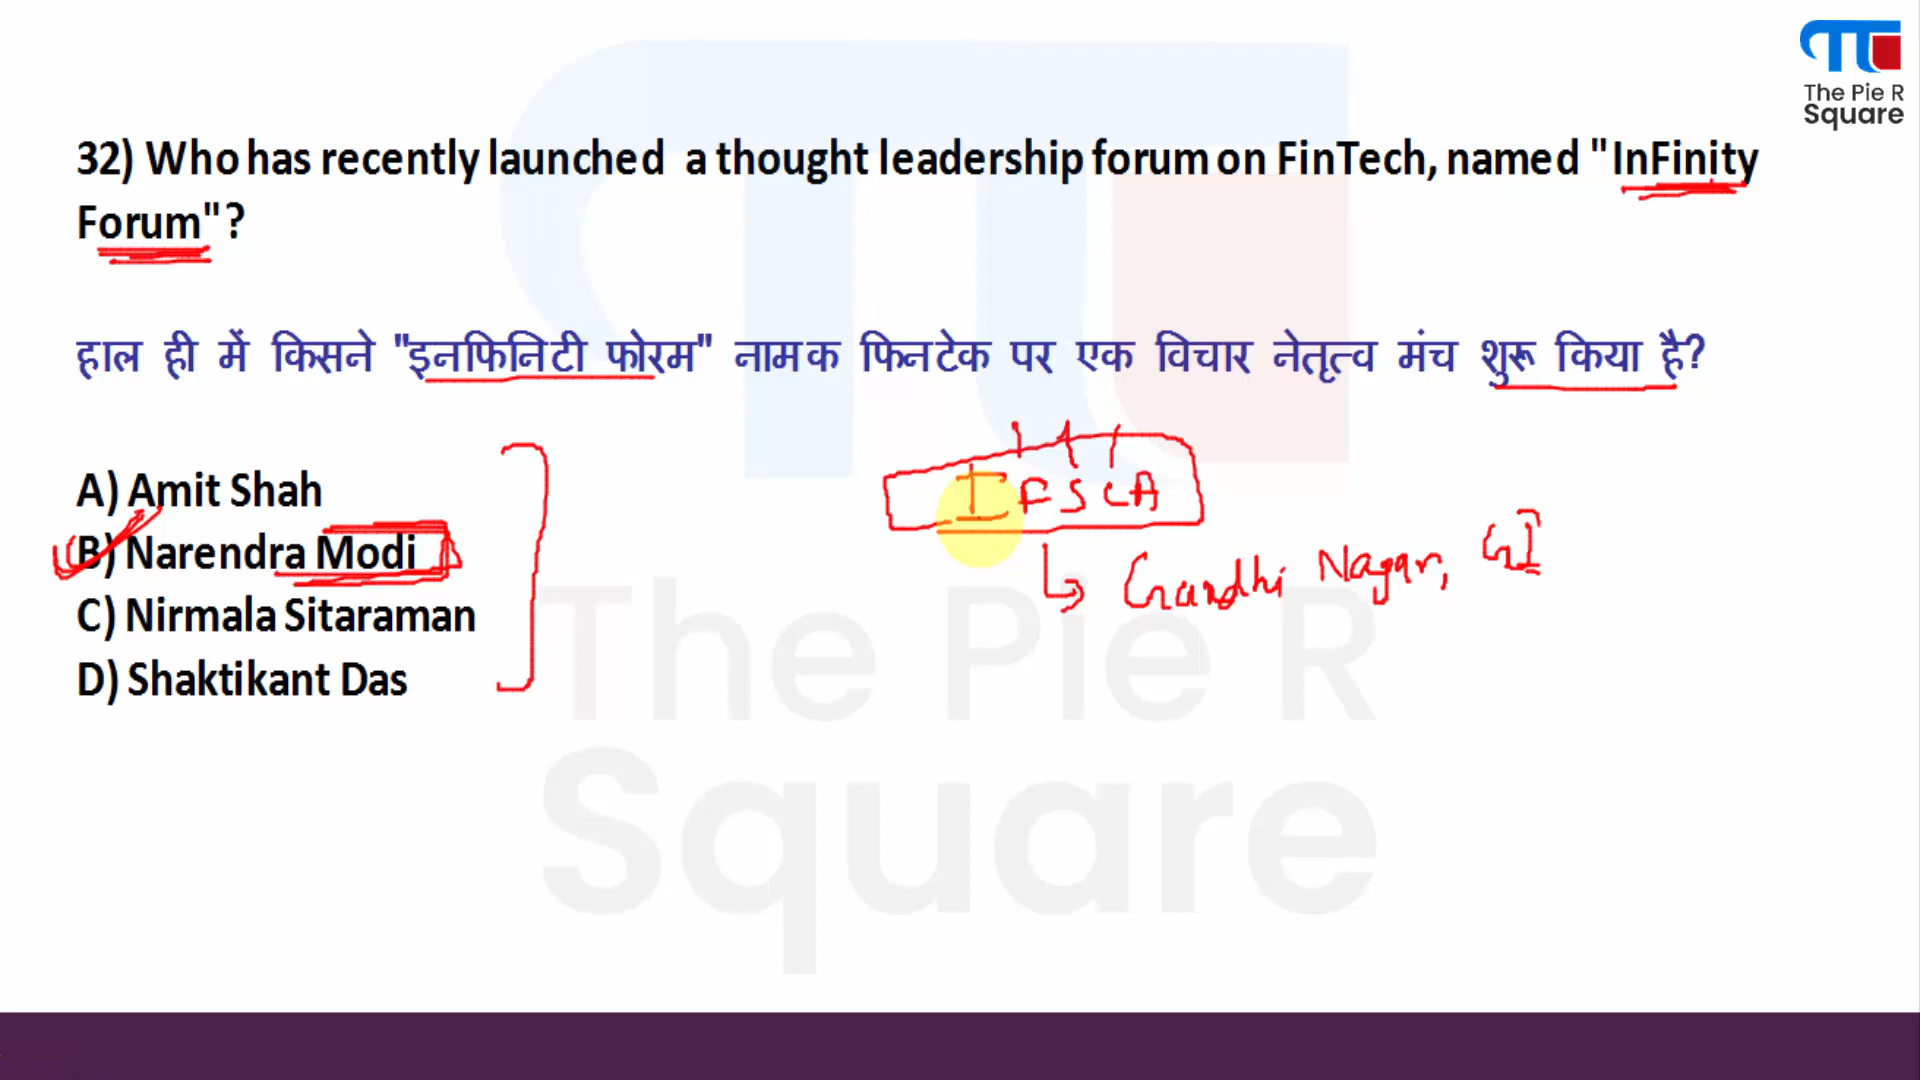 The Pie R
Square
32) Who has recently launched a thought leadership forum on FinTech, named "InFinity
Forum"?
हाल ही में किसने "इनफिनिटी फोरम" नामक फिनटेक पर एक विचार नेतृत्व मंच शुरू किया है?
A) Amit Shah
B) Narendra Modi
C) Nirmala Sitaraman
D) Shaktikant Das
IFSCA
Gandhi Nagar,
The Pie R
Square